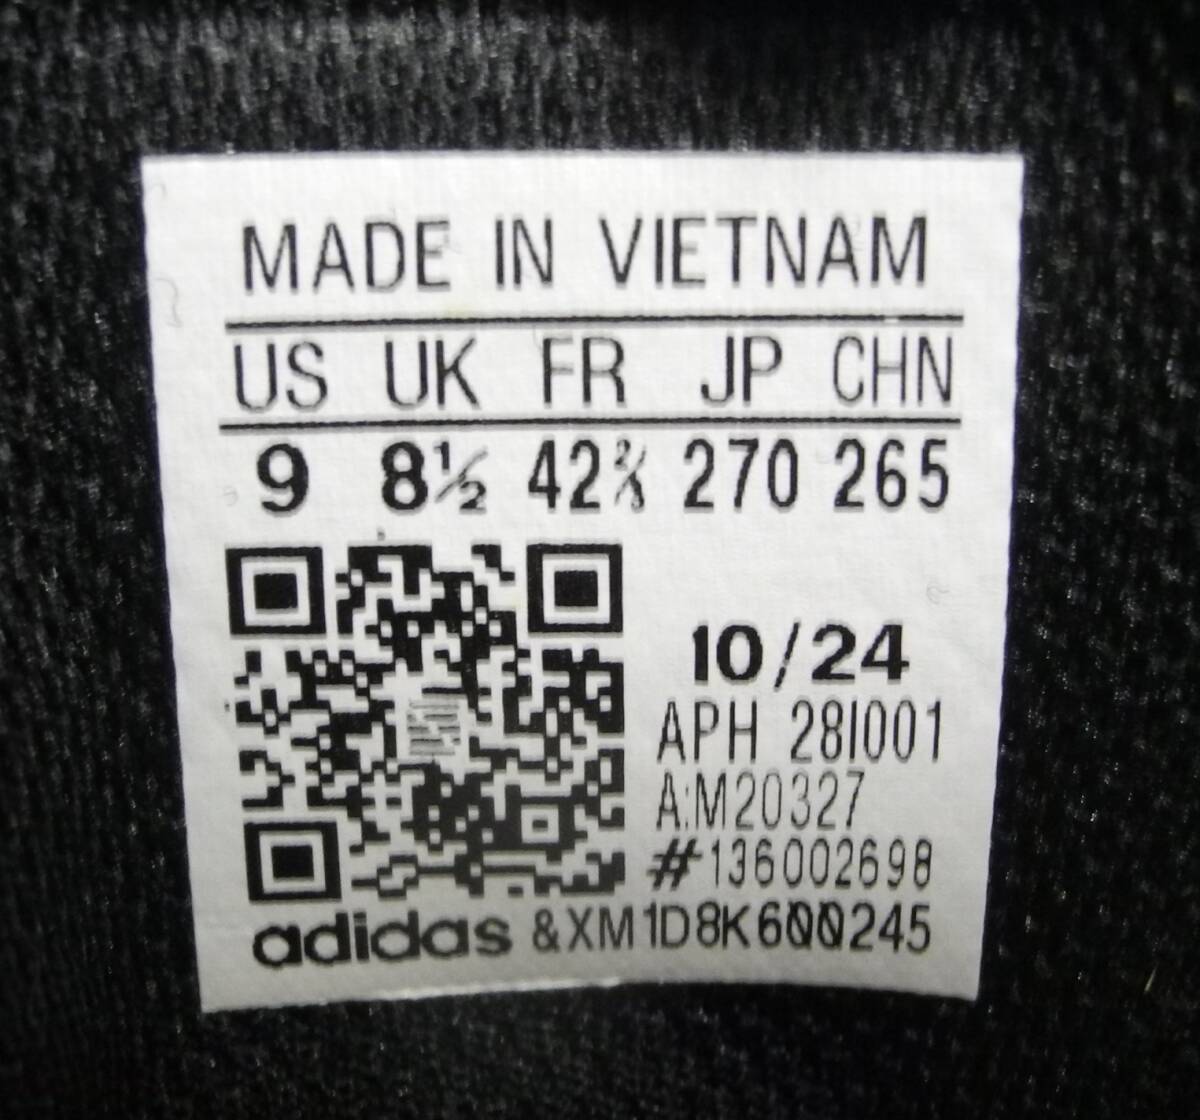 MADE IN VIETNAM
US UK FR JP CHN
9 8½ 42⅔ 270 265
10/24
APH 28I001
A:M20327
#136002698
adidas &XM1D8K600245